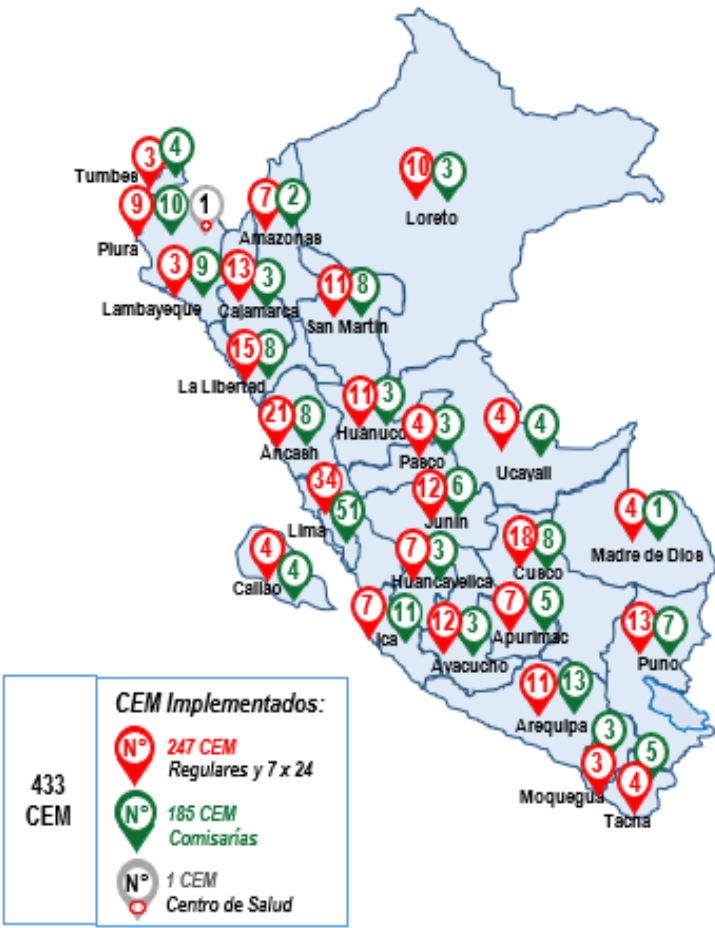 3 4
Tumbes
9 10 1
Piura
7 2
Amazonas
10 3
Loreto
3 9
Lambayeque
13 3
Cajamarca
11 8
San Martin
15 8
La Libertad
21 8
Ancash
11 3
Huánuco
4 3
Pasco
4 4
Ucayali
34 51
Lima
12 6
Junín
4 1
Madre de Dios
4 4
Callao
7 3
Huancavelica
18 8
Cusco
7 11
Ica
12 3
Ayacucho
7 5
Apurimac
13 7
Puno
11 13
Arequipa
3 3
Moquegua
5 4
Tacna
433
CEM
CEM Implementados:
N° 247 CEM
Regulares y 7 x 24
N° 185 CEM
Comisarías
N° 1 CEM
Centro de Salud